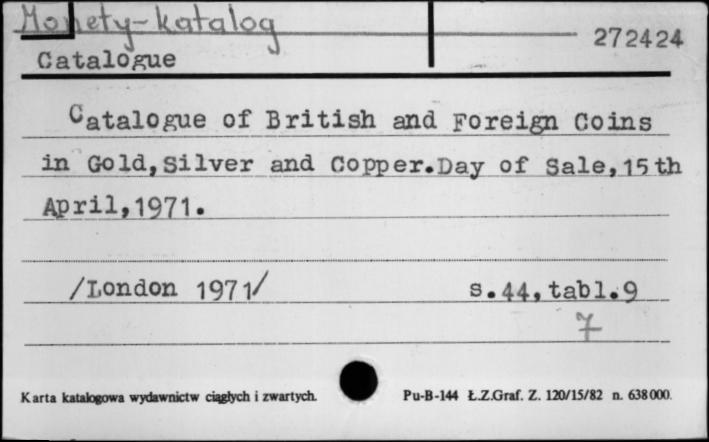 Monety-katalog
272424
Catalogue
Catalogue of British and Foreign Coins
in Gold,Silver and Copper.Day of Sale,15th
April,1971.
/London 1971/ s.44,tabl.9
7
Karta katalogowa wydawnictw ciągłych i zwartych. Pu-B-144 Ł.Z.Graf. Z. 120/15/82 n. 638000.